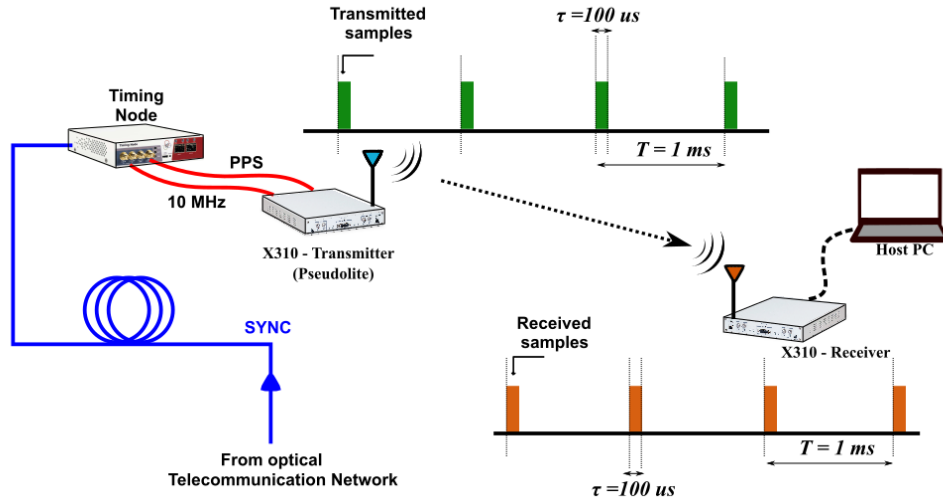 Transmitted
samples
τ =100 us
Timing
Node
T = 1 ms
PPS
10 MHz
X310 - Transmitter
(Pseudolite)
Host PC
SYNC
Received
samples
X310 - Receiver
T = 1 ms
From optical
Telecommunication Network
τ =100 us